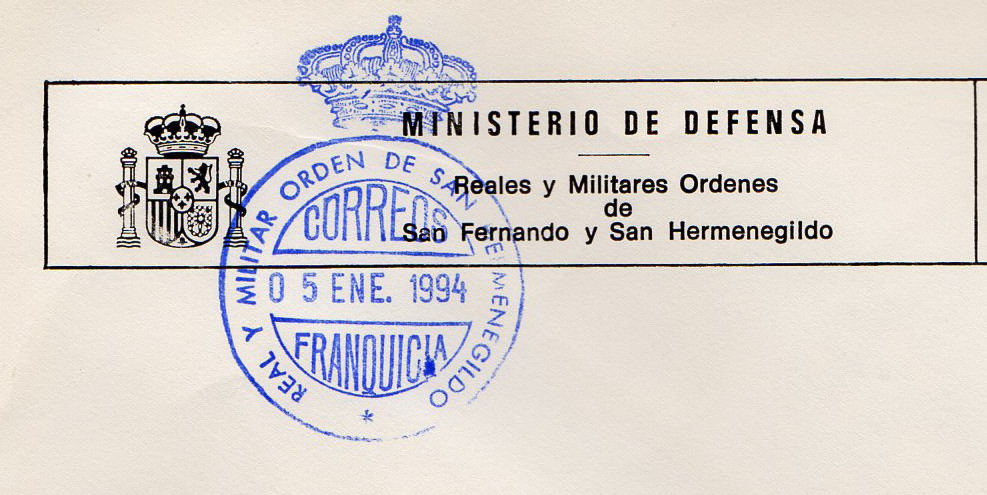 MINISTERIO DE DEFENSA
Reales y Militares Ordenes
de
San Fernando y San Hermenegildo
REAL Y MILITAR ORDEN DE SAN HERMENEGILDO
CORREOS
05 ENE. 1994
FRANQUICIA
*